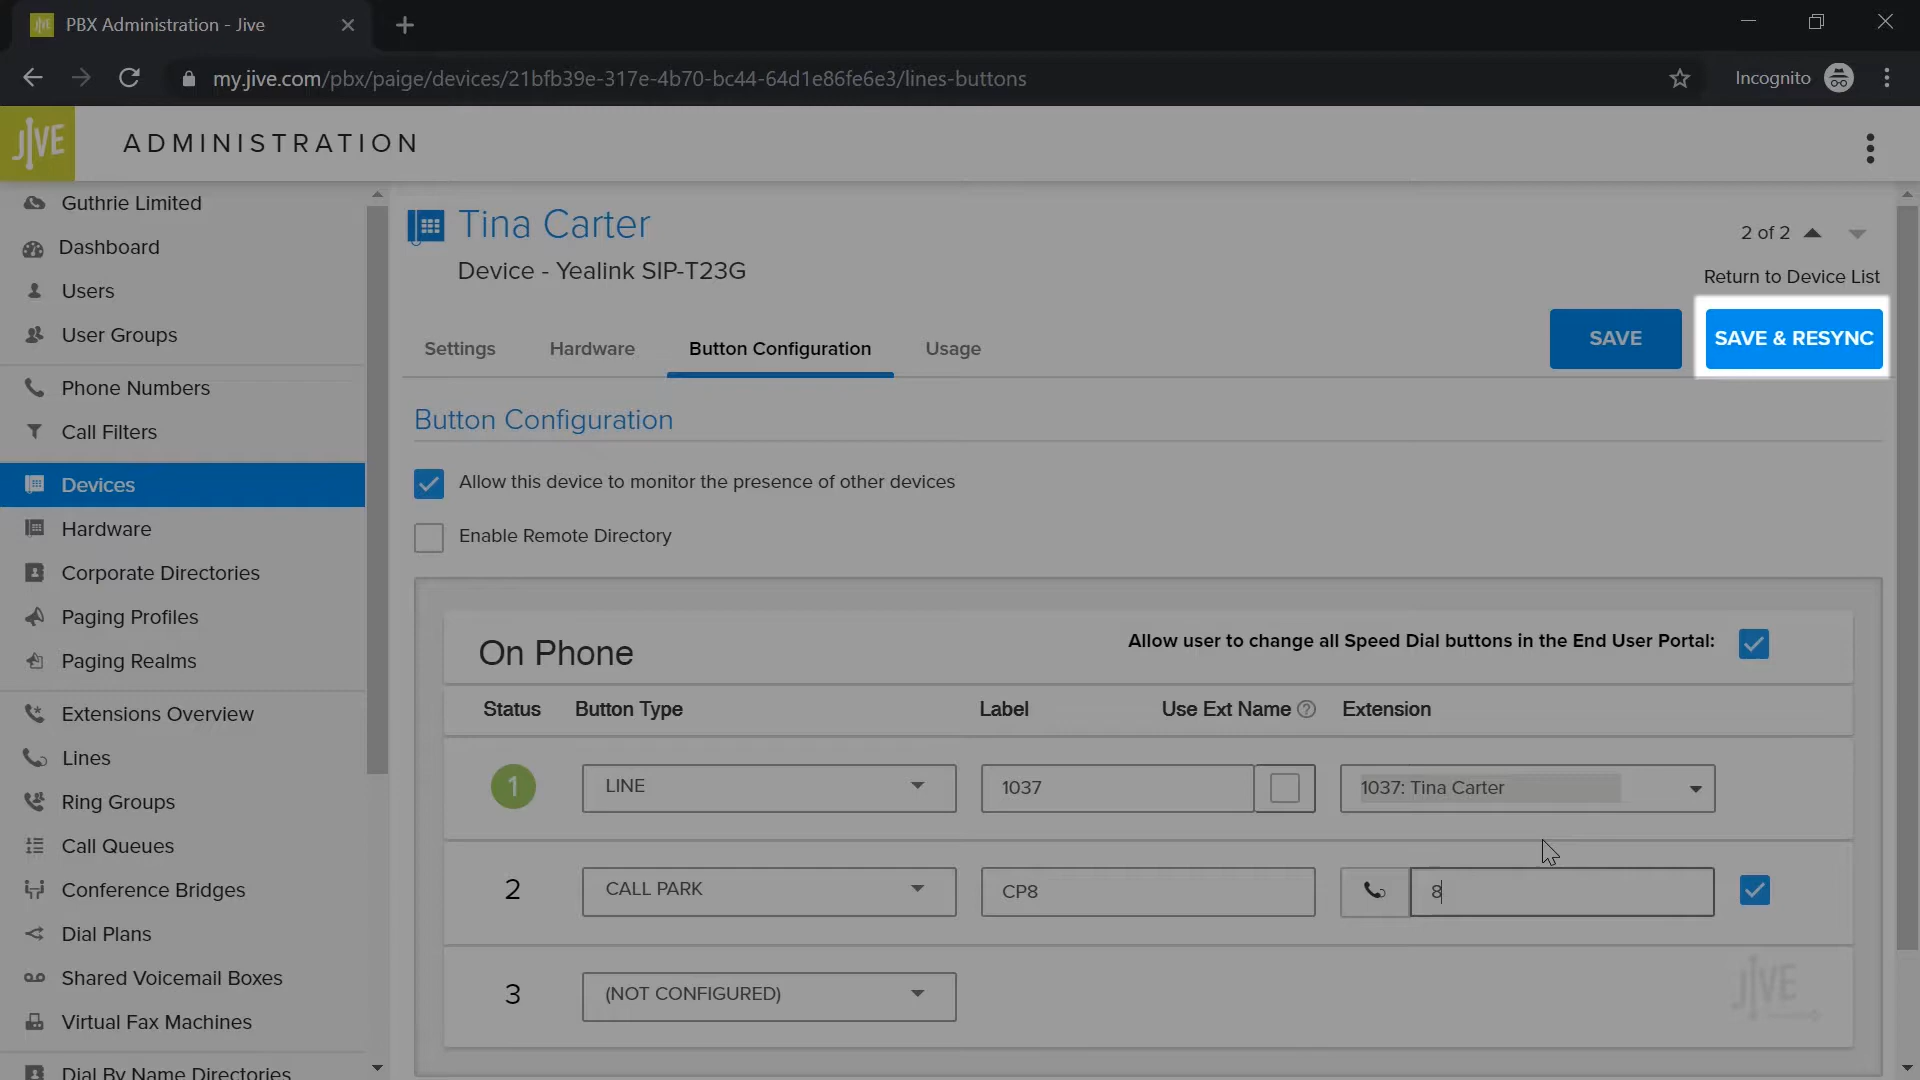 PBX Administration - Jive
my.jive.com/pbx/paige/devices/21bfb39e-317e-4b70-bc44-64d1e86fe6e3/lines-buttons
Incognito
JIVE
ADMINISTRATION
Guthrie Limited
Dashboard
Users
User Groups
Phone Numbers
Call Filters
Devices
Hardware
Corporate Directories
Paging Profiles
Paging Realms
Extensions Overview
Lines
Ring Groups
Call Queues
Conference Bridges
Dial Plans
Shared Voicemail Boxes
Virtual Fax Machines
Dial By Name Directories
Tina Carter
Device - Yealink SIP-T23G
2 of 2
Return to Device List
Settings Hardware Button Configuration Usage
SAVE SAVE & RESYNC
Button Configuration
Allow this device to monitor the presence of other devices
Enable Remote Directory
On Phone
Allow user to change all Speed Dial buttons in the End User Portal:
Status Button Type Label Use Ext Name ? Extension
1 LINE 1037 1037: Tina Carter
2 CALL PARK CP8 8
3 (NOT CONFIGURED)
JIVE